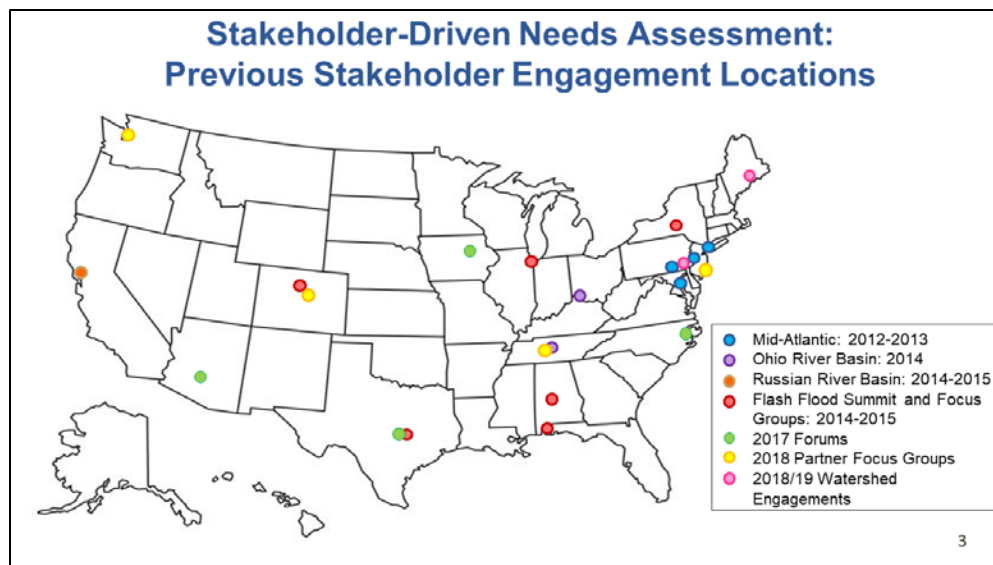 Stakeholder-Driven Needs Assessment:
Previous Stakeholder Engagement Locations
Mid-Atlantic: 2012-2013
Ohio River Basin: 2014
Russian River Basin: 2014-2015
Flash Flood Summit and Focus
Groups: 2014-2015
2017 Forums
2018 Partner Focus Groups
2018/19 Watershed
Engagements
3